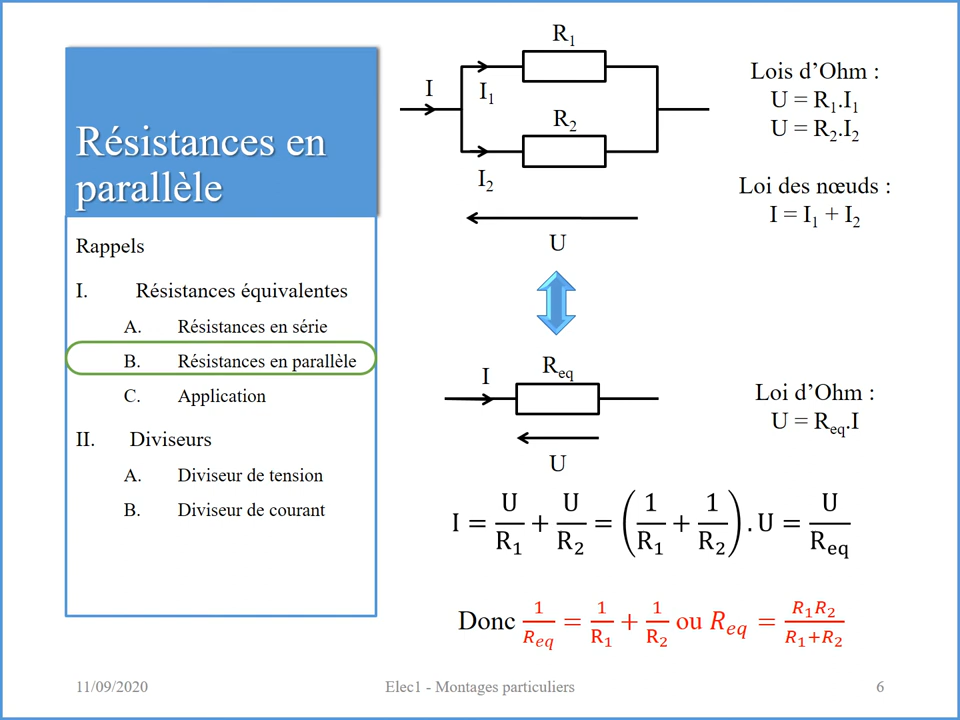 Résistances en
parallèle
Rappels
I. Résistances équivalentes
A. Résistances en série
B. Résistances en parallèle
C. Application
II. Diviseurs
A. Diviseur de tension
B. Diviseur de courant
R₁
I
I₁
R₂
I₂
U
Lois d’Ohm :
U = R₁.I₁
U = R₂.I₂
Loi des nœuds :
I = I₁ + I₂
R_eq
I
U
Loi d’Ohm :
U = R_eq.I
I = U/R₁ + U/R₂ = (1/R₁ + 1/R₂).U = U/R_eq
Donc 1/R_eq = 1/R₁ + 1/R₂ ou R_eq = R₁R₂/(R₁+R₂)
11/09/2020 Elec1 - Montages particuliers 6